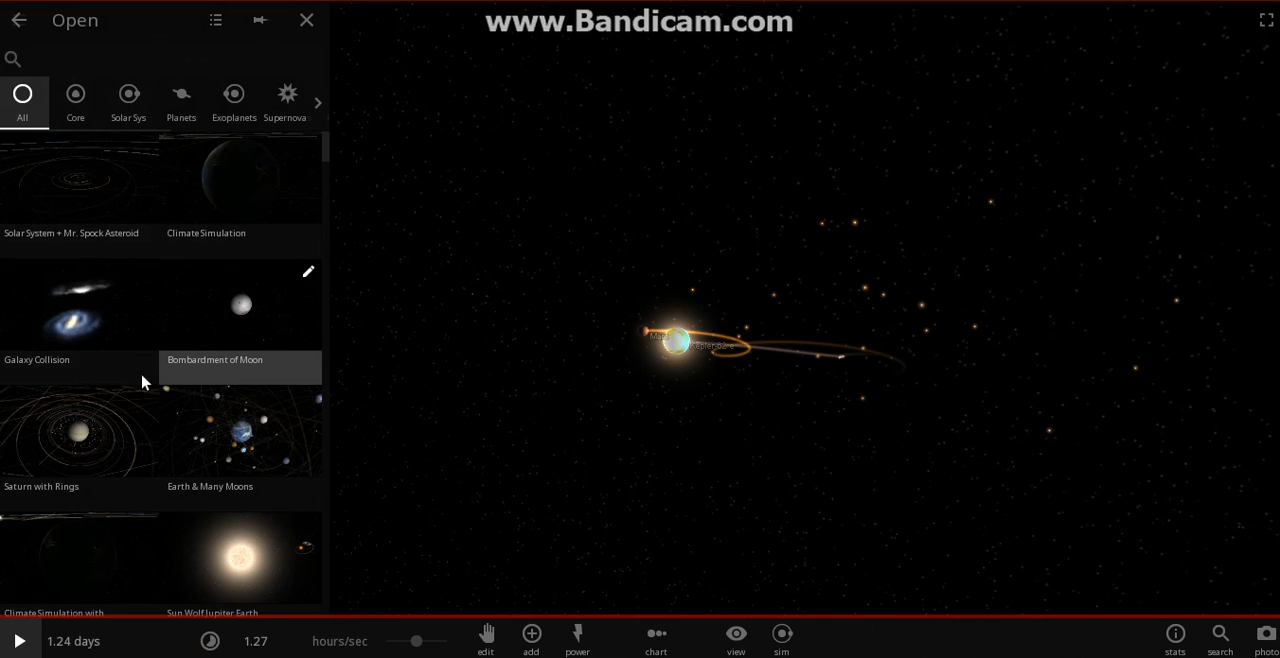 Open
www.Bandicam.com
All
Core
Solar Sys
Planets
Exoplanets
Supernova
Solar System + Mr. Spock Asteroid
Climate Simulation
Galaxy Collision
Bombardment of Moon
Saturn with Rings
Earth & Many Moons
Climate Simulation with
Sun Wolf Jupiter Earth
Kepler-62 e
1.24 days
1.27
hours/sec
edit
add
power
chart
view
sim
stats
search
photo